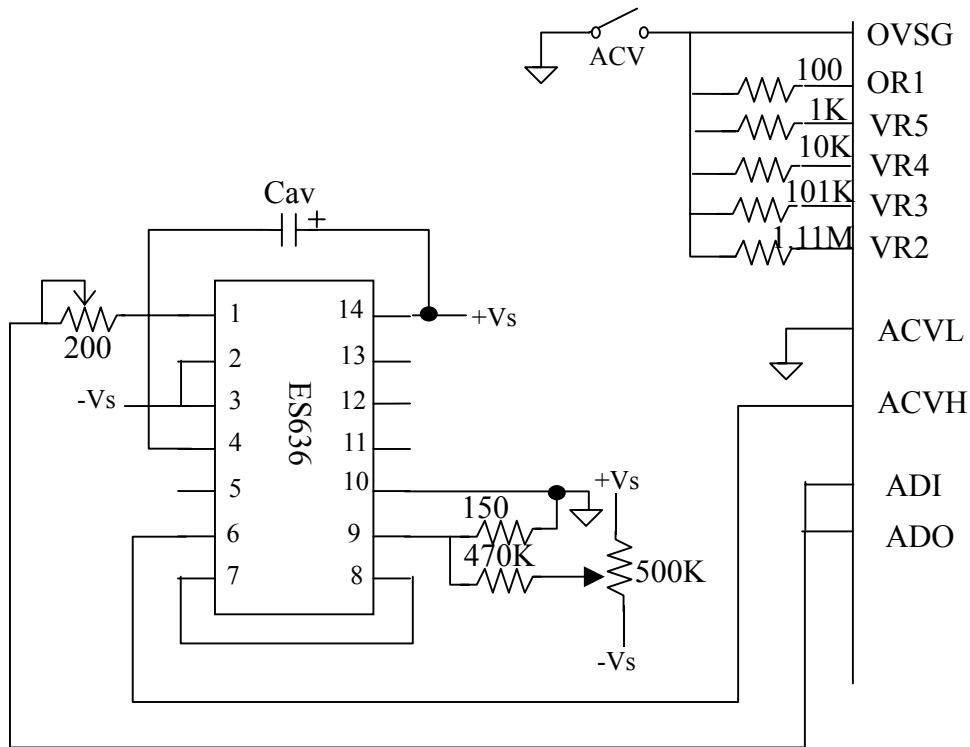 OVSG
ACV
100
OR1
1K
VR5
10K
VR4
Cav
+
101K
VR3
1.11M
VR2
1
14
+Vs
ACVL
200
2
13
-Vs
3
12
ACVH
ES636
4
11
5
10
+Vs
ADI
150
6
9
ADO
470K
7
8
500K
-Vs